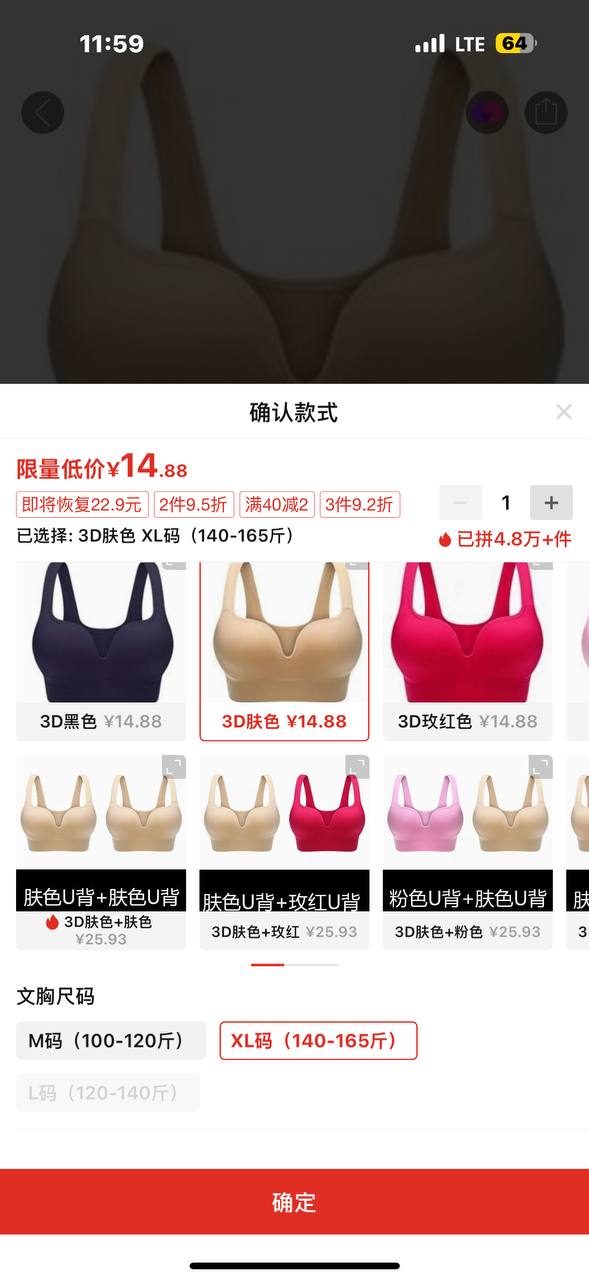 11:59 LTE 64
确认款式
限量低价¥14.88
即将恢复22.9元 2件9.5折 满40减2 3件9.2折
1
已选择: 3D肤色 XL码（140-165斤）
已拼4.8万+件
3D黑色 ¥14.88
3D肤色 ¥14.88
3D玫红色 ¥14.88
肤色U背+肤色U背
3D肤色+肤色
¥25.93
肤色U背+玫红U背
3D肤色+玫红 ¥25.93
粉色U背+肤色U背
3D肤色+粉色 ¥25.93
文胸尺码
M码（100-120斤）
XL码（140-165斤）
L码（120-140斤）
确定